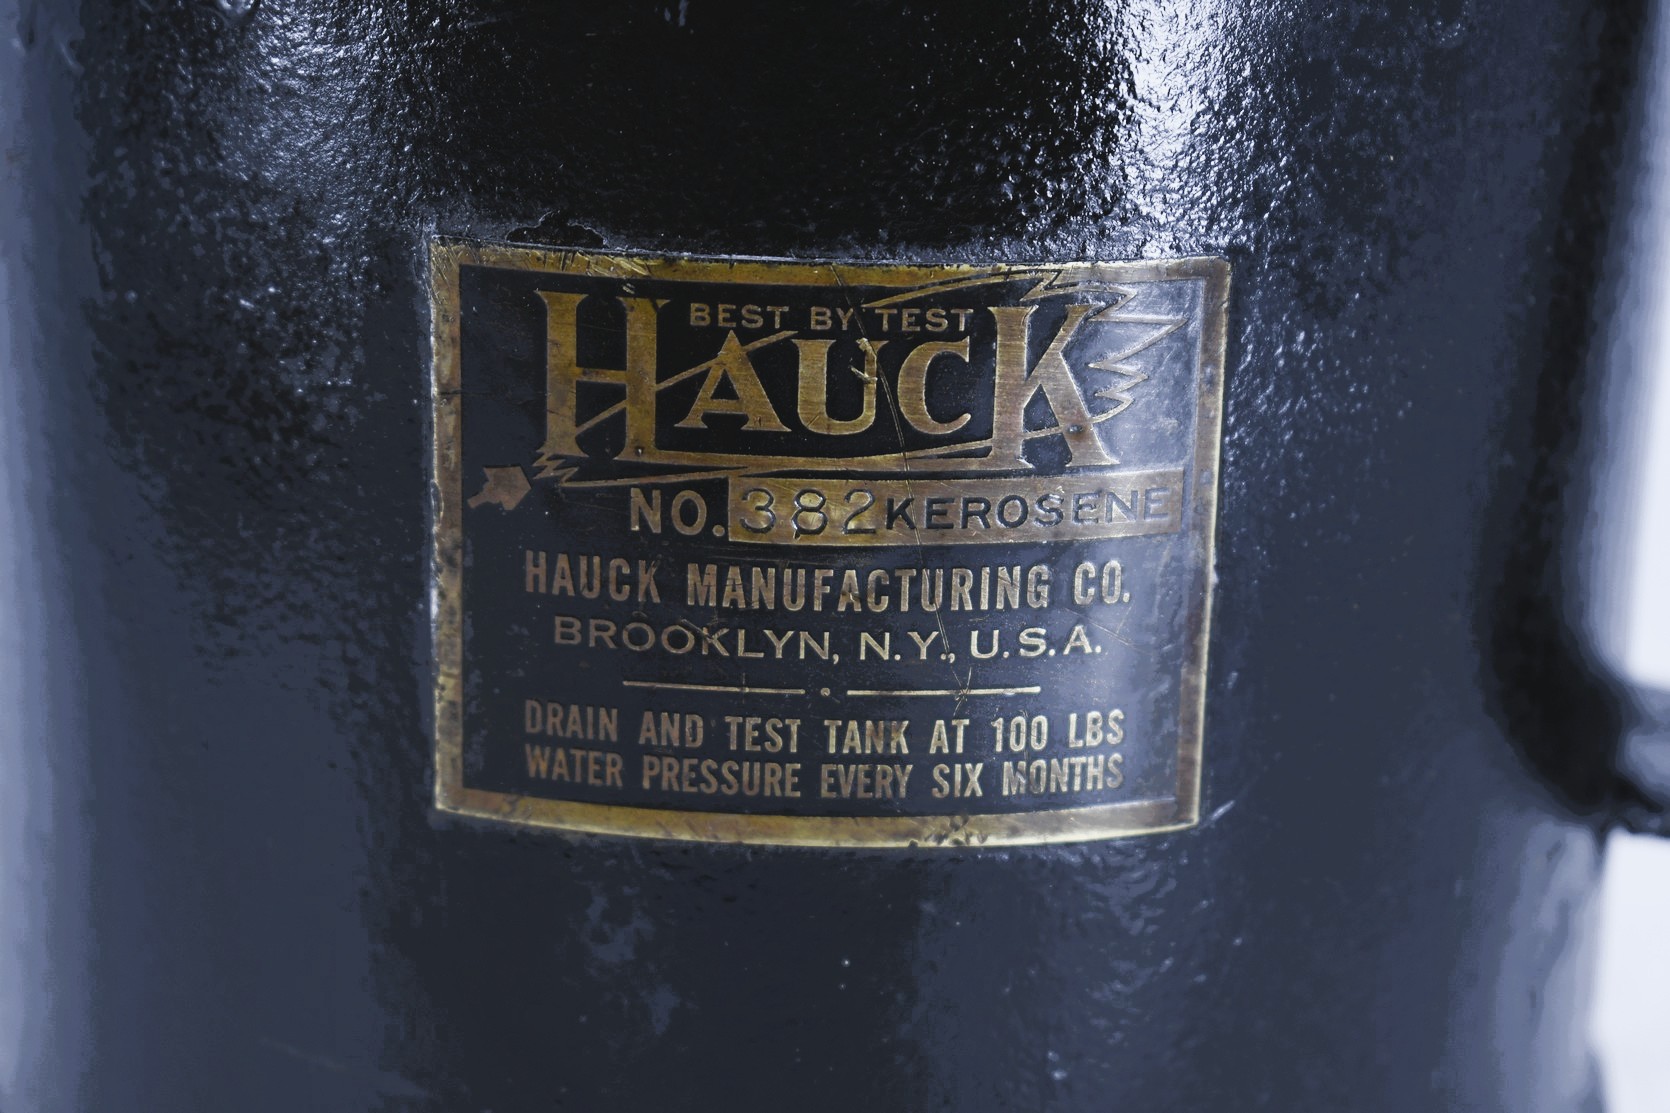 BEST BY TEST
HAUCK
NO. 382 KEROSENE
HAUCK MANUFACTURING CO.
BROOKLYN, N.Y., U.S.A.
DRAIN AND TEST TANK AT 100 LBS
WATER PRESSURE EVERY SIX MONTHS